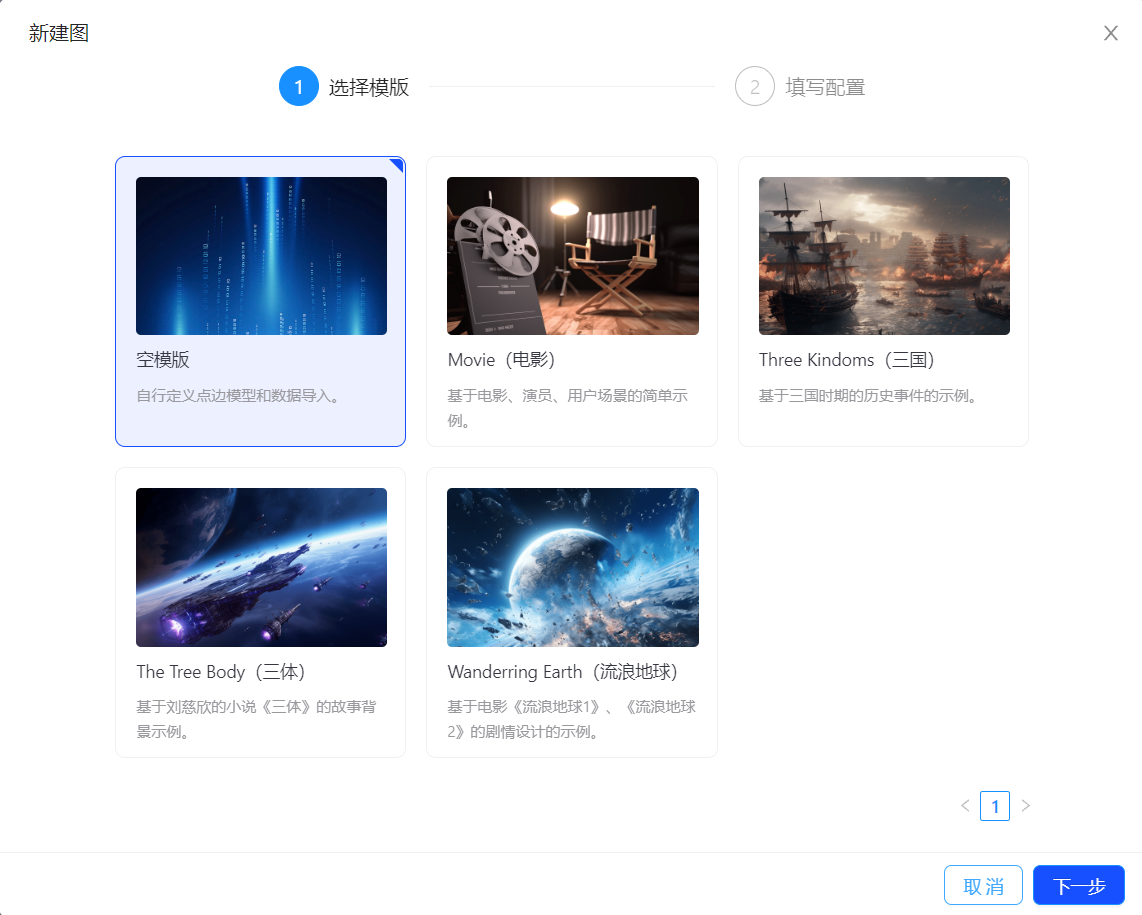 新建图
1 选择模版
2 填写配置
空模版
自行定义点边模型和数据导入。
Movie（电影）
基于电影、演员、用户场景的简单示
例。
Three Kindoms（三国）
基于三国时期的历史事件的示例。
The Tree Body（三体）
基于刘慈欣的小说《三体》的故事背
景示例。
Wanderring Earth（流浪地球）
基于电影《流浪地球1》、《流浪地球
2》的剧情设计的示例。
1
取消
下一步